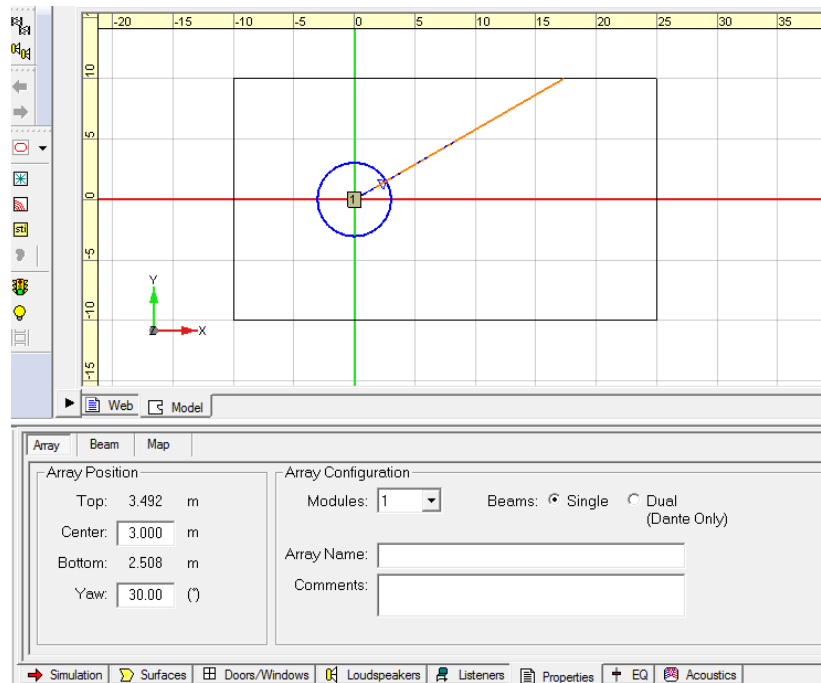 -20 -15 -10 -5 0 5 10 15 20 25 30 35
10
5
0
-5
-10
-15
1
sti
Y
Z X
Web Model
Array Beam Map
Array Position
Top: 3.492 m
Center: 3.000 m
Bottom: 2.508 m
Yaw: 30.00 (°)
Array Configuration
Modules: 1 Beams: Single Dual
(Dante Only)
Array Name:
Comments:
Simulation Surfaces Doors/Windows Loudspeakers Listeners Properties EQ Acoustics